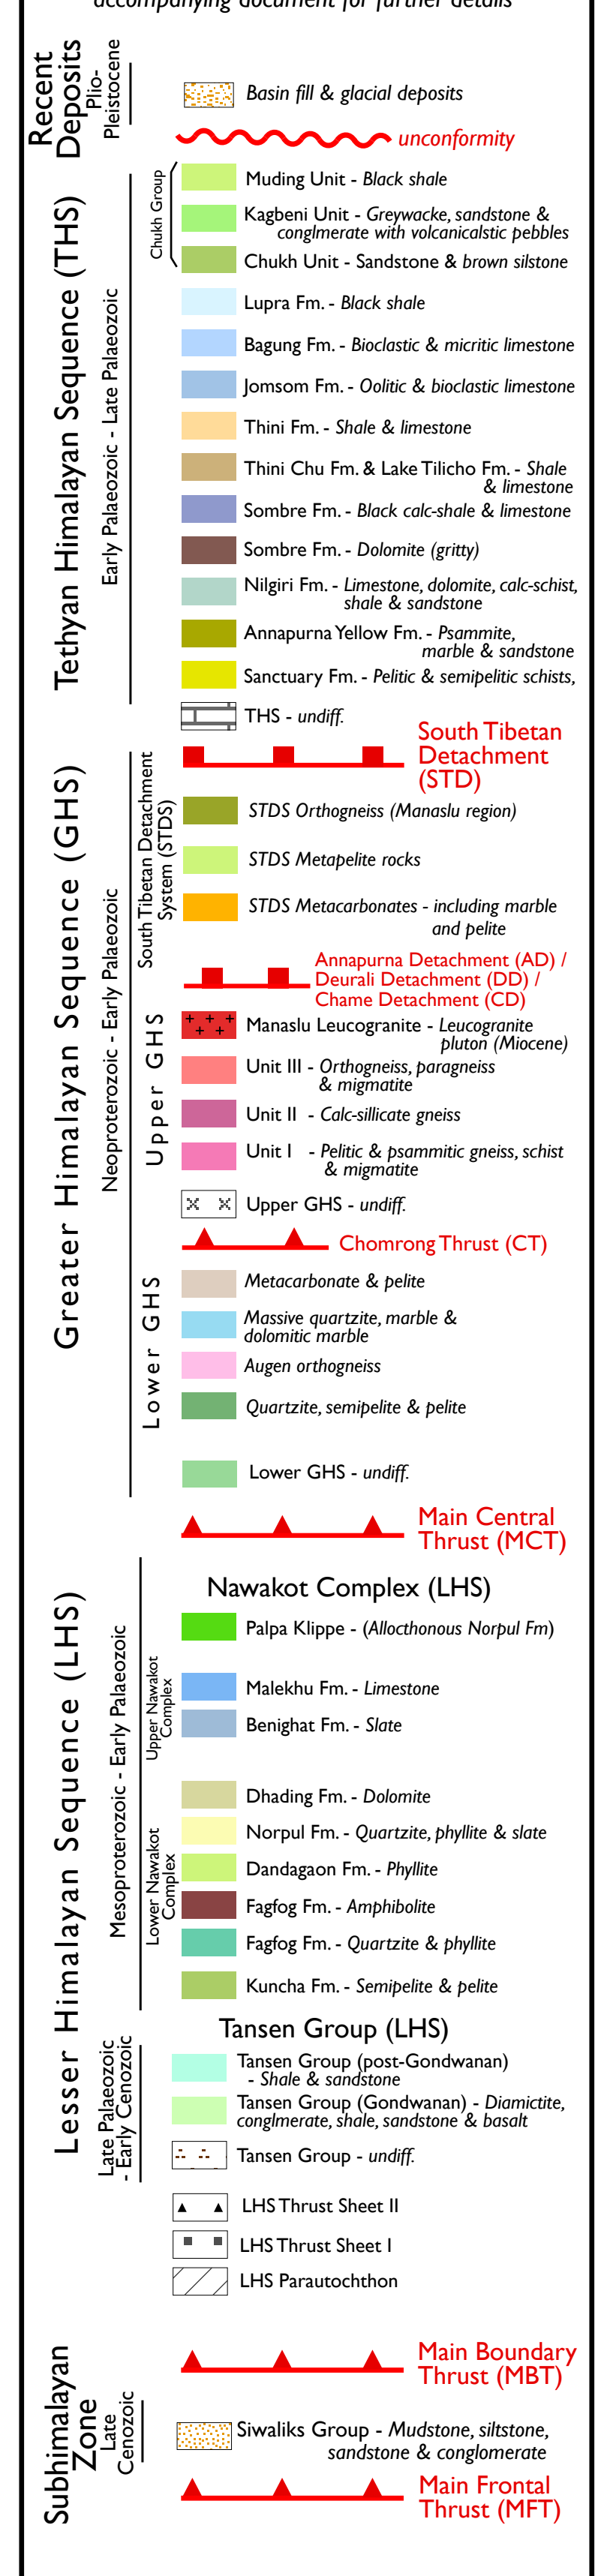 accompanying document for further details
Recent
Deposits
Plio-
Pleistocene
Basin fill & glacial deposits
unconformity
Tethyan Himalayan Sequence (THS)
Early Palaeozoic - Late Palaeozoic
Chukh Group
Muding Unit - Black shale
Kagbeni Unit - Greywacke, sandstone &
conglmerate with volcanicalstic pebbles
Chukh Unit - Sandstone & brown silstone
Lupra Fm. - Black shale
Bagung Fm. - Bioclastic & micritic limestone
Jomsom Fm. - Oolitic & bioclastic limestone
Thini Fm. - Shale & limestone
Thini Chu Fm. & Lake Tilicho Fm. - Shale
& limestone
Sombre Fm. - Black calc-shale & limestone
Sombre Fm. - Dolomite (gritty)
Nilgiri Fm. - Limestone, dolomite, calc-schist,
shale & sandstone
Annapurna Yellow Fm. - Psammite,
marble & sandstone
Sanctuary Fm. - Pelitic & semipelitic schists,
THS - undiff.
South Tibetan
Detachment
(STD)
Greater Himalayan Sequence (GHS)
Neoproterozoic - Early Palaeozoic
South Tibetan Detachment
System (STDS)
STDS Orthogneiss (Manaslu region)
STDS Metapelite rocks
STDS Metacarbonates - including marble
and pelite
Annapurna Detachment (AD) /
Deurali Detachment (DD) /
Chame Detachment (CD)
Upper GHS
Manaslu Leucogranite - Leucogranite
pluton (Miocene)
Unit III - Orthogneiss, paragneiss
& migmatite
Unit II - Calc-sillicate gneiss
Unit I - Pelitic & psammitic gneiss, schist
& migmatite
Upper GHS - undiff.
Chomrong Thrust (CT)
Lower GHS
Metacarbonate & pelite
Massive quartzite, marble &
dolomitic marble
Augen orthogneiss
Quartzite, semipelite & pelite
Lower GHS - undiff.
Main Central
Thrust (MCT)
Lesser Himalayan Sequence (LHS)
Mesoproterozoic - Early Palaeozoic
Nawakot Complex (LHS)
Palpa Klippe - (Allocthonous Norpul Fm)
Upper Nawakot
Complex
Malekhu Fm. - Limestone
Benighat Fm. - Slate
Lower Nawakot
Complex
Dhading Fm. - Dolomite
Norpul Fm. - Quartzite, phyllite & slate
Dandagaon Fm. - Phyllite
Fagfog Fm. - Amphibolite
Fagfog Fm. - Quartzite & phyllite
Kuncha Fm. - Semipelite & pelite
Tansen Group (LHS)
Late Palaeozoic
- Early Cenozoic
Tansen Group (post-Gondwanan)
- Shale & sandstone
Tansen Group (Gondwanan) - Diamictite,
conglmerate, shale, sandstone & basalt
Tansen Group - undiff.
LHS Thrust Sheet II
LHS Thrust Sheet I
LHS Parautochthon
Main Boundary
Thrust (MBT)
Subhimalayan
Zone
Late
Cenozoic
Siwaliks Group - Mudstone, siltstone,
sandstone & conglomerate
Main Frontal
Thrust (MFT)